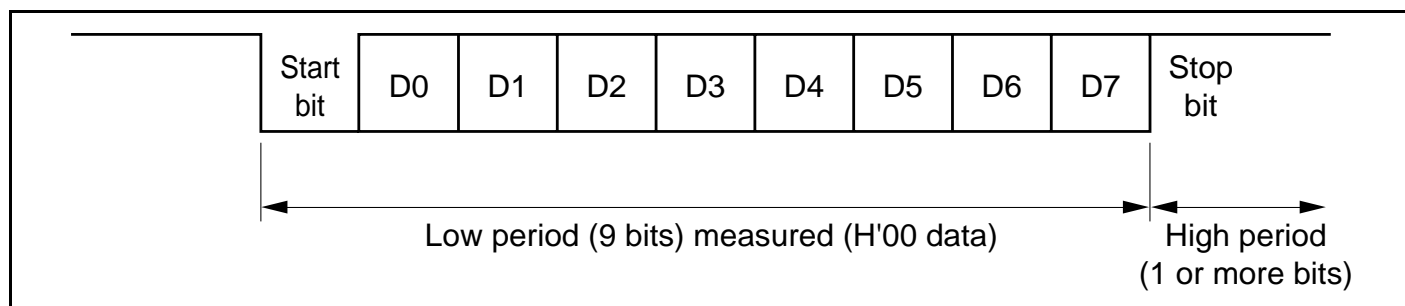 Start bit
D0
D1
D2
D3
D4
D5
D6
D7
Stop bit
Low period (9 bits) measured (H'00 data)
High period
(1 or more bits)